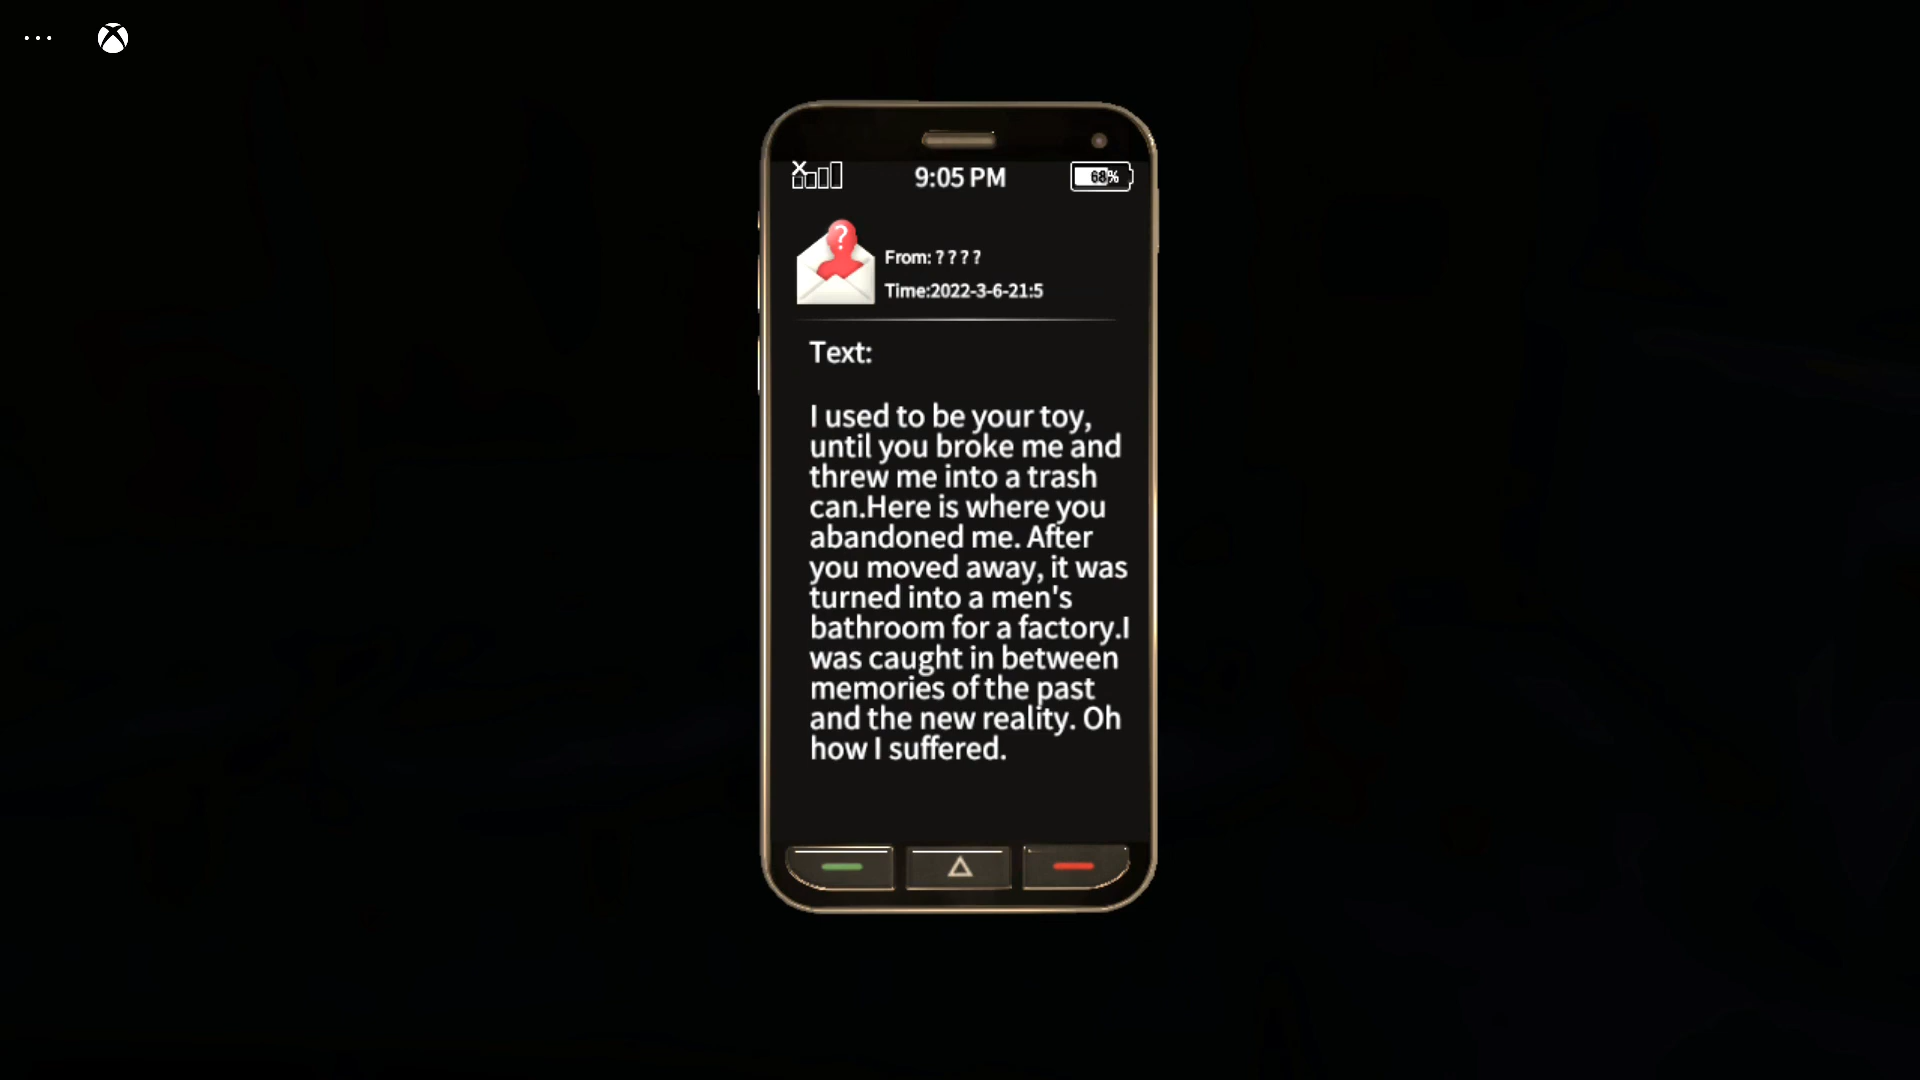 9:05 PM
68%
?
From: ? ? ? ?
Time:2022-3-6-21:5
Text:
I used to be your toy,
until you broke me and
threw me into a trash
can.Here is where you
abandoned me. After
you moved away, it was
turned into a men's
bathroom for a factory.I
was caught in between
memories of the past
and the new reality. Oh
how I suffered.